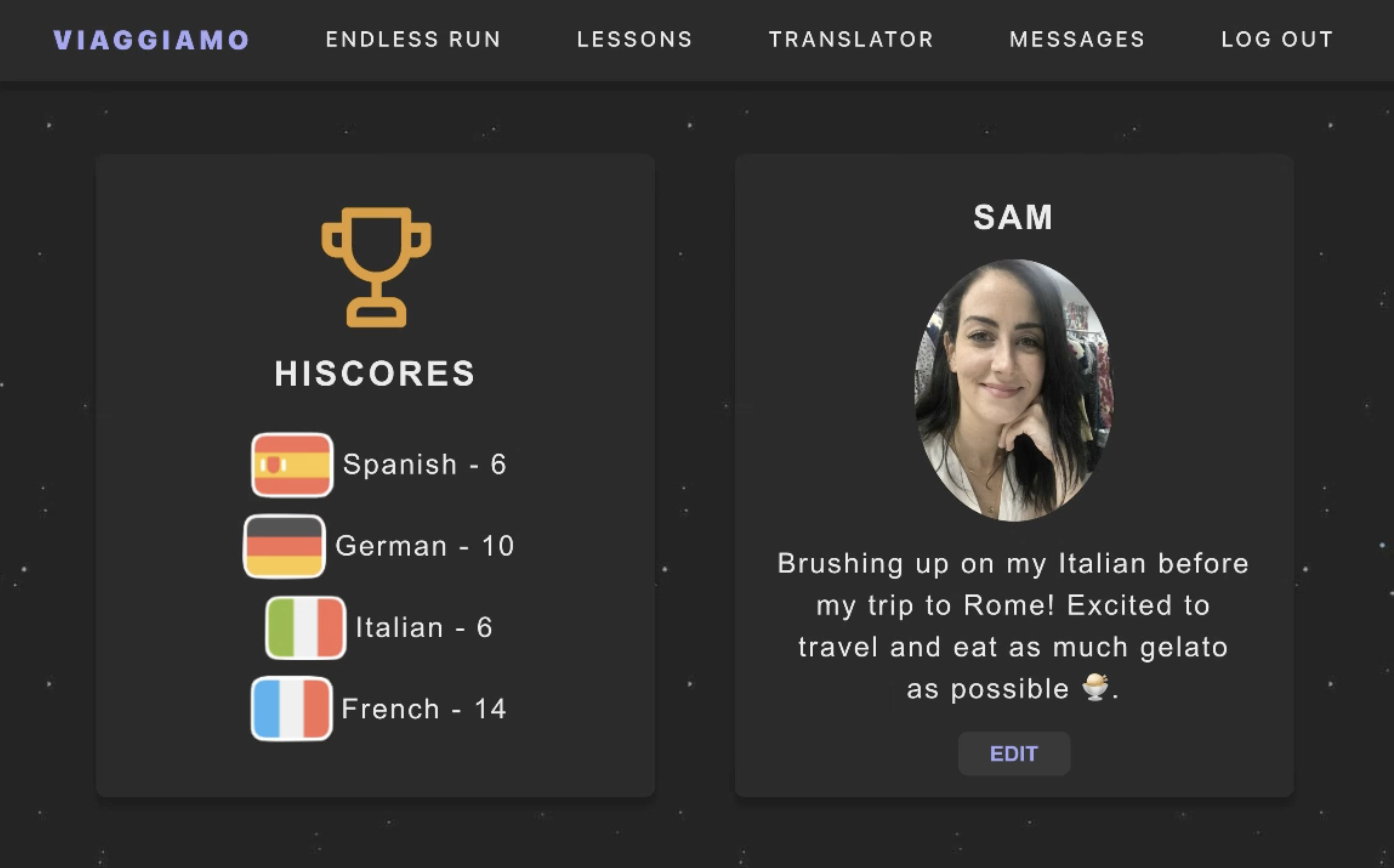 VIAGGIAMO ENDLESS RUN LESSONS TRANSLATOR MESSAGES LOG OUT
HISCORES
Spanish - 6
German - 10
Italian - 6
French - 14
SAM
Brushing up on my Italian before
my trip to Rome! Excited to
travel and eat as much gelato
as possible 🍨.
EDIT